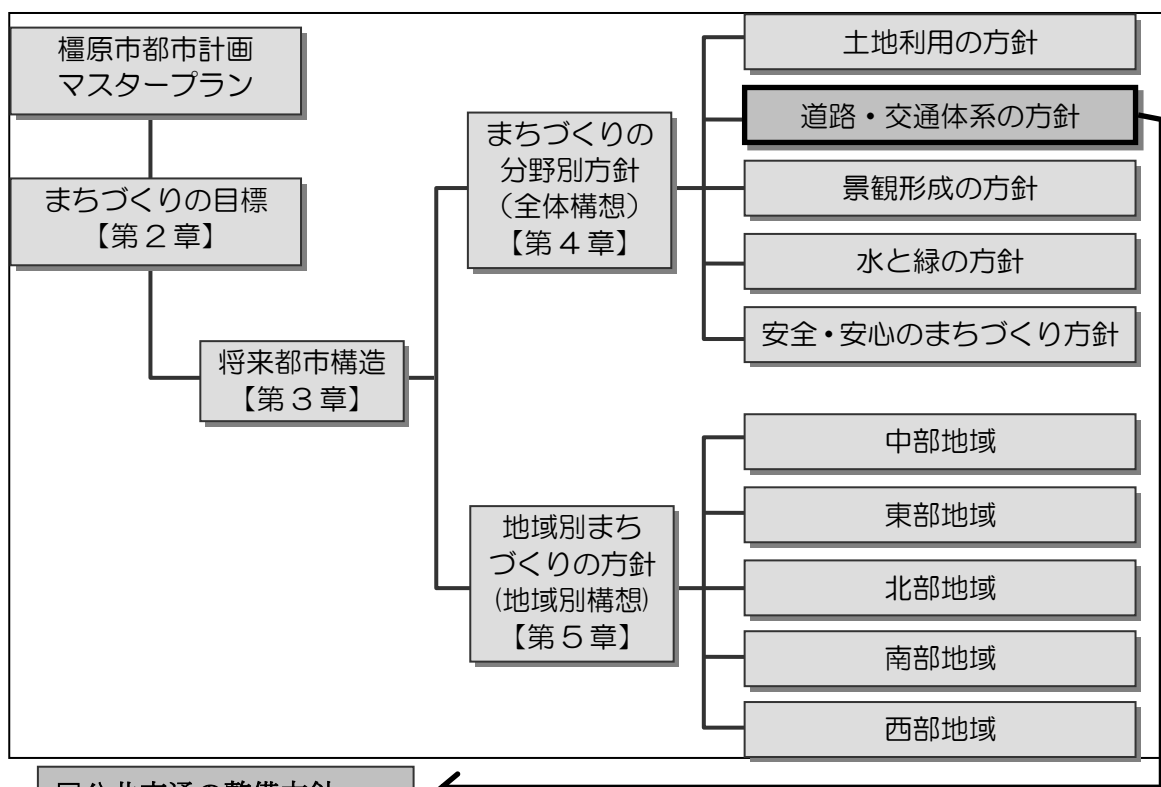 橿原市都市計画
マスタープラン
まちづくりの目標
【第２章】
将来都市構造
【第３章】
まちづくりの
分野別方針
（全体構想）
【第４章】
土地利用の方針
道路・交通体系の方針
景観形成の方針
水と緑の方針
安全・安心のまちづくり方針
地域別まち
づくりの方針
(地域別構想)
【第５章】
中部地域
東部地域
北部地域
南部地域
西部地域